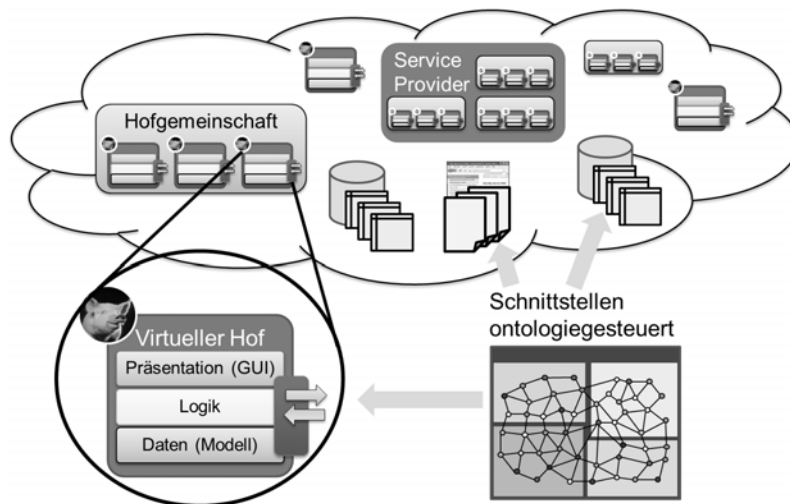 Service
Provider
Hofgemeinschaft
Schnittstellen
ontologiegesteuert
Virtueller Hof
Präsentation (GUI)
Logik
Daten (Modell)